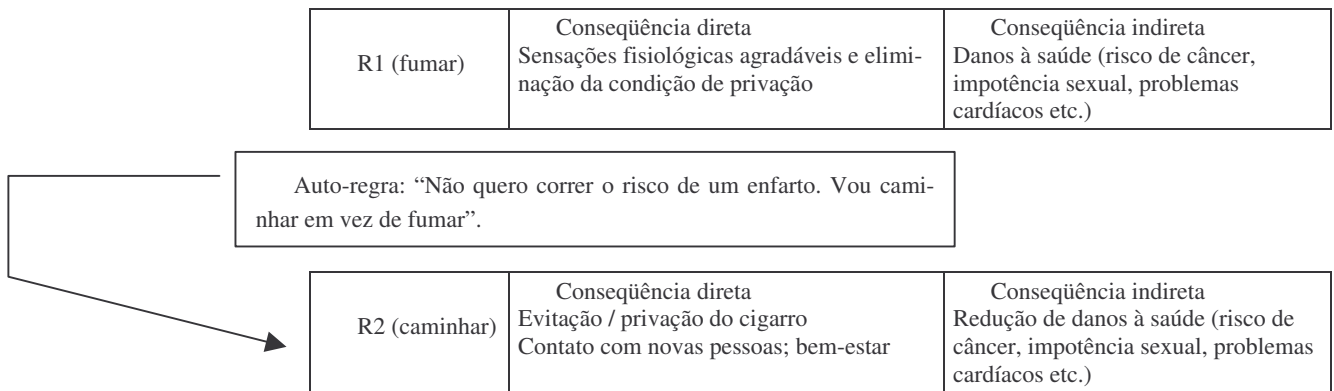 R1 (fumar)
Conseqüência direta
Sensações fisiológicas agradáveis e elimi-
nação da condição de privação
Conseqüência indireta
Danos à saúde (risco de câncer,
impotência sexual, problemas
cardíacos etc.)
Auto-regra: “Não quero correr o risco de um enfarto. Vou cami-
nhar em vez de fumar”.
R2 (caminhar)
Conseqüência direta
Evitação / privação do cigarro
Contato com novas pessoas; bem-estar
Conseqüência indireta
Redução de danos à saúde (risco de
câncer, impotência sexual, problemas
cardíacos etc.)